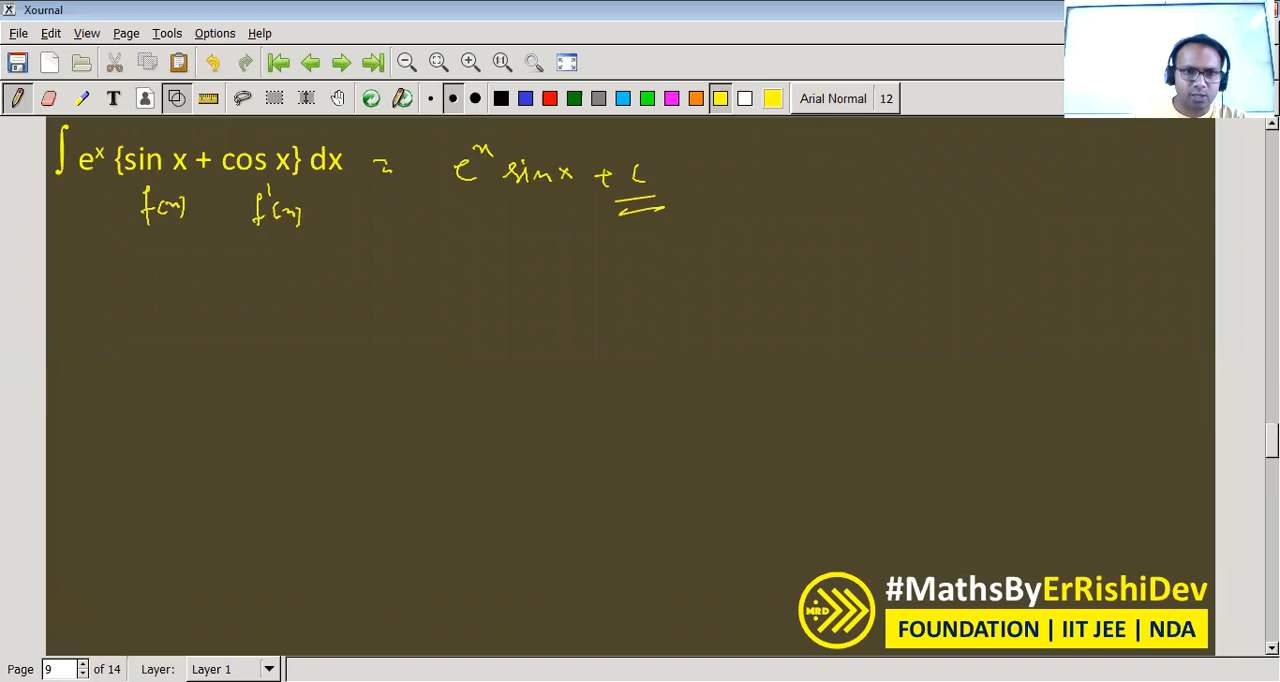 Xournal
File Edit View Page Tools Options Help
Arial Normal 12
∫ eˣ {sin x + cos x} dx = eˣ sin x + c
f(x) f'(x)
MRD
#MathsByErRishiDev
FOUNDATION | IIT JEE | NDA
Page 9 of 14 Layer: Layer 1